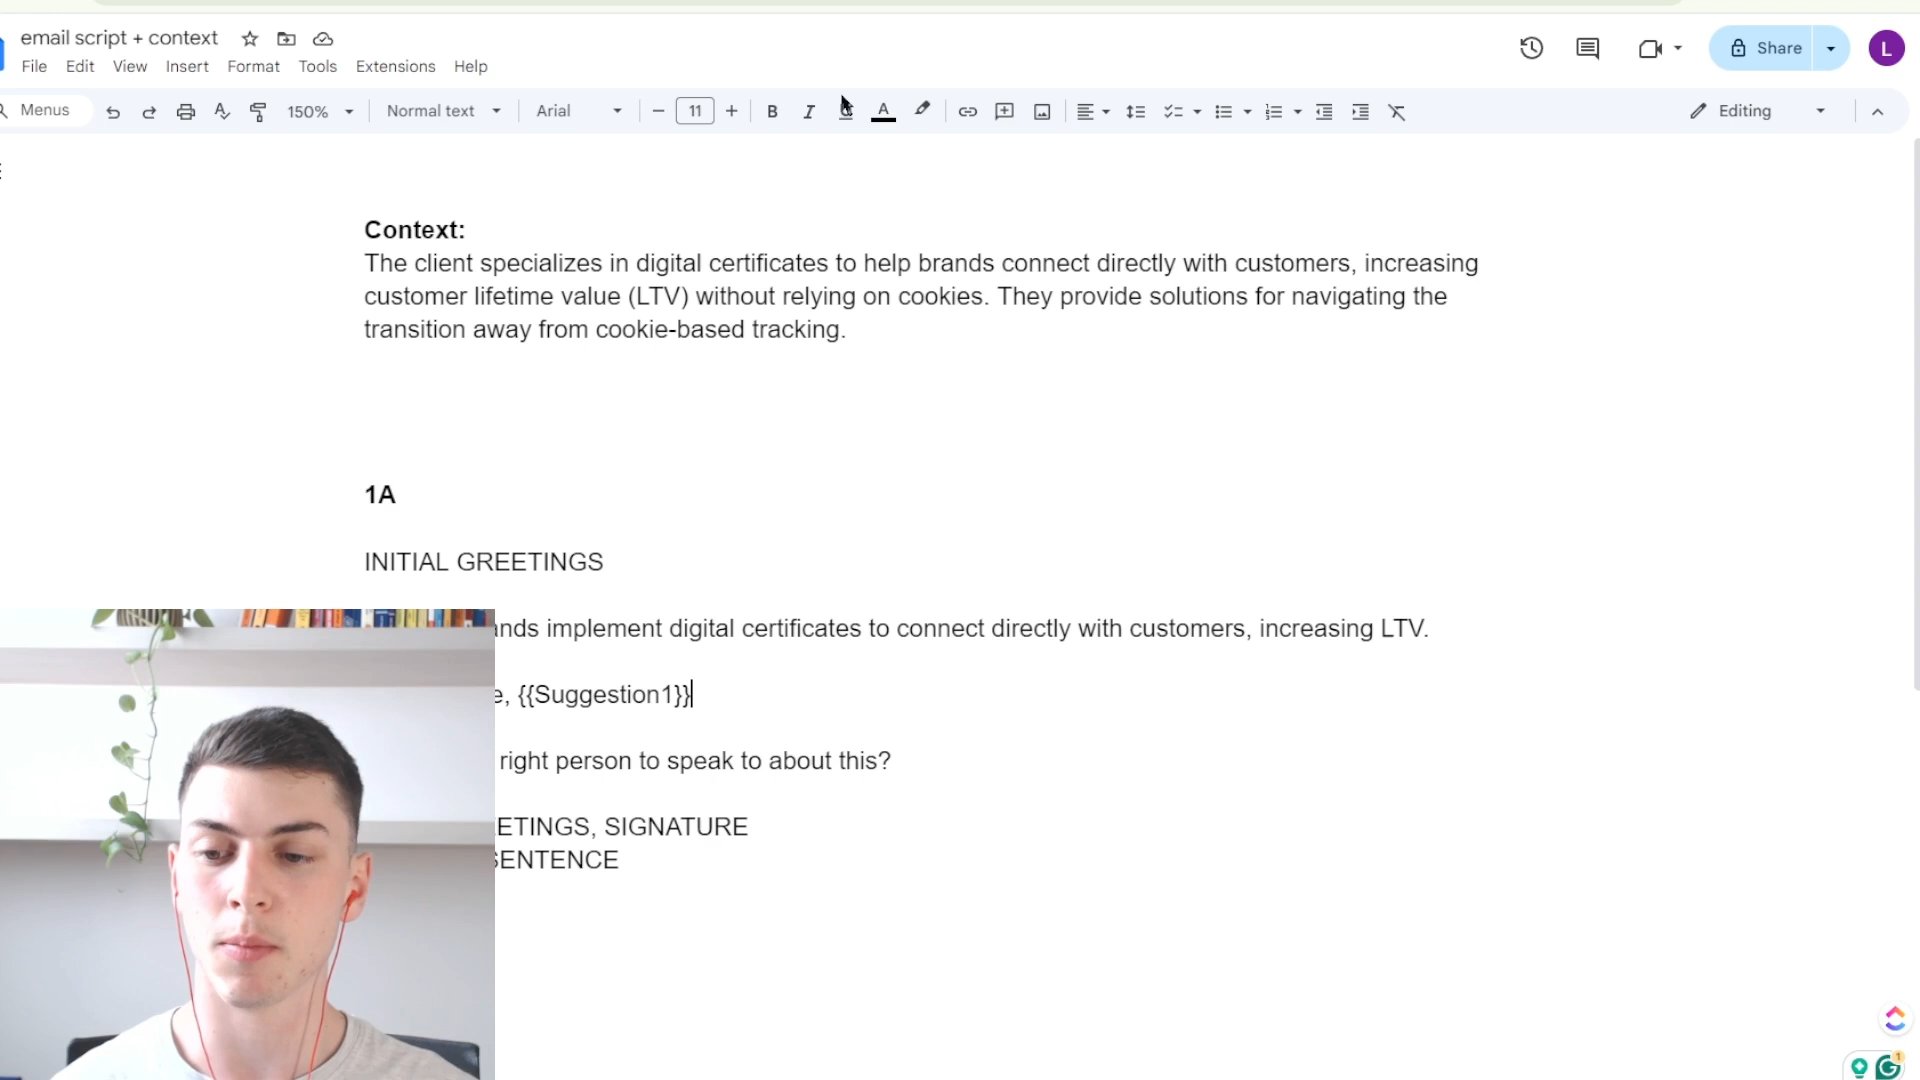 email script + context
L
Share
File Edit View Insert Format Tools Extensions Help
Menus 150% Normal text Arial 11 B I A Editing
Context:
The client specializes in digital certificates to help brands connect directly with customers, increasing
customer lifetime value (LTV) without relying on cookies. They provide solutions for navigating the
transition away from cookie-based tracking.
1A
INITIAL GREETINGS
implement digital certificates to connect directly with customers, increasing LTV.
{{Suggestion1}}
right person to speak to about this?
SIGNATURE
SENTENCE
1